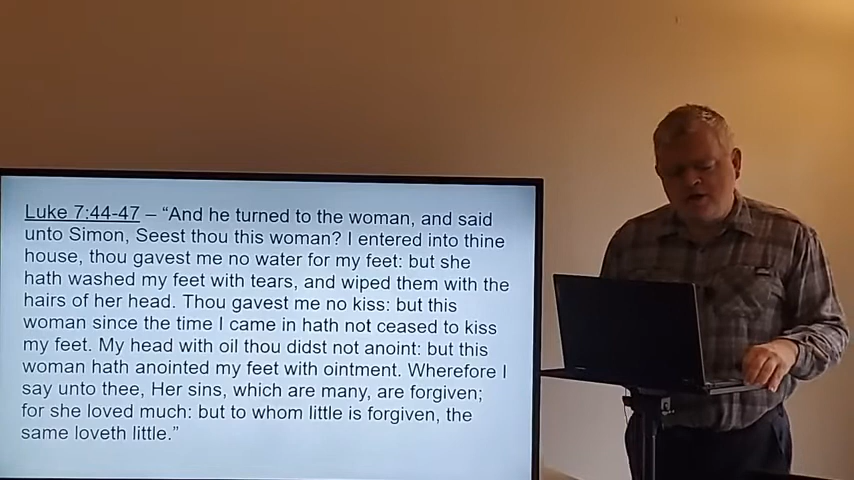 Luke 7:44-47 – “And he turned to the woman, and said
unto Simon, Seest thou this woman? I entered into thine
house, thou gavest me no water for my feet: but she
hath washed my feet with tears, and wiped them with the
hairs of her head. Thou gavest me no kiss: but this
woman since the time I came in hath not ceased to kiss
my feet. My head with oil thou didst not anoint: but this
woman hath anointed my feet with ointment. Wherefore I
say unto thee, Her sins, which are many, are forgiven;
for she loved much: but to whom little is forgiven, the
same loveth little.”